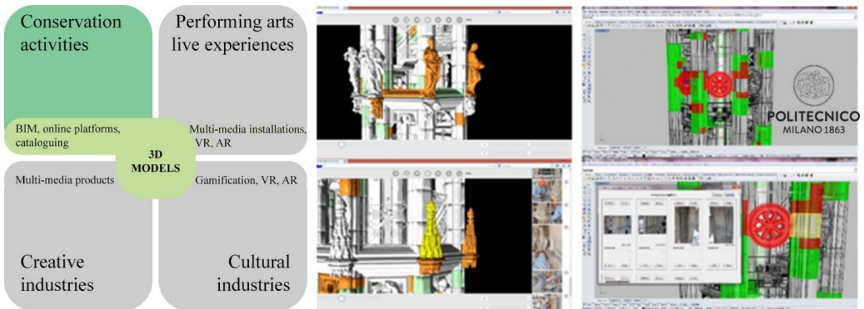 Conservation
activities
Performing arts
live experiences
BIM, online platforms,
cataloguing
Multi-media installations,
VR, AR
3D
MODELS
Multi-media products
Gamification, VR, AR
Creative
industries
Cultural
industries
POLITECNICO
MILANO 1863